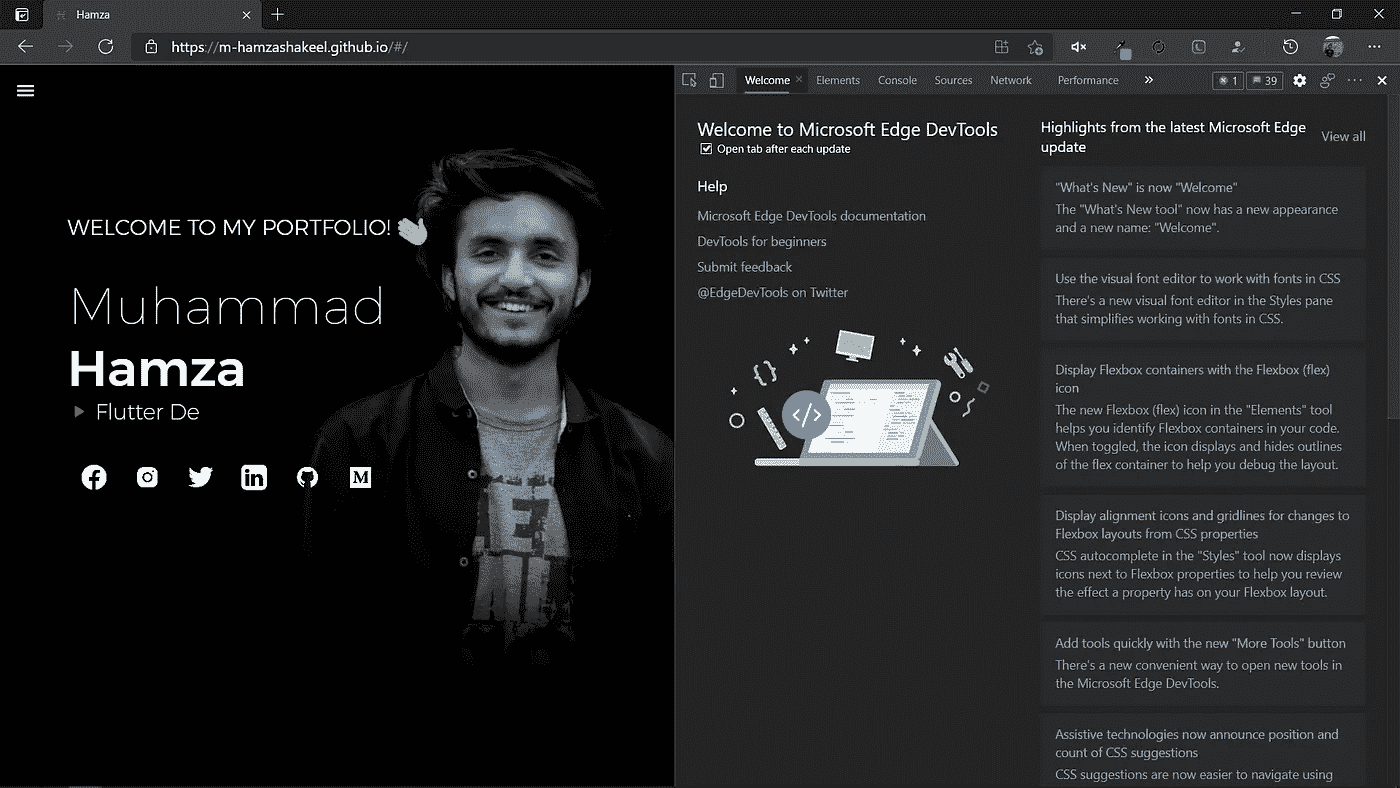 Hamza
https://m-hamzashakeel.github.io/#/
WELCOME TO MY PORTFOLIO!
Muhammad
Hamza
Flutter De
Welcome
Elements
Console
Sources
Network
Performance
1
39
Welcome to Microsoft Edge DevTools
Open tab after each update
Help
Microsoft Edge DevTools documentation
DevTools for beginners
Submit feedback
@EdgeDevTools on Twitter
Highlights from the latest Microsoft Edge
update
View all
"What's New" is now "Welcome"
The "What's New tool" now has a new appearance
and a new name: "Welcome".
Use the visual font editor to work with fonts in CSS
There's a new visual font editor in the Styles pane
that simplifies working with fonts in CSS.
Display Flexbox containers with the Flexbox (flex)
icon
The new Flexbox (flex) icon in the "Elements" tool
helps you identify Flexbox containers in your code.
When toggled, the icon displays and hides outlines
of the flex container to help you debug the layout.
Display alignment icons and gridlines for changes to
Flexbox layouts from CSS properties
CSS autocomplete in the "Styles" tool now displays
icons next to Flexbox properties to help you review
the effect a property has on your Flexbox layout.
Add tools quickly with the new "More Tools" button
There's a new convenient way to open new tools in
the Microsoft Edge DevTools.
Assistive technologies now announce position and
count of CSS suggestions
CSS suggestions are now easier to navigate using